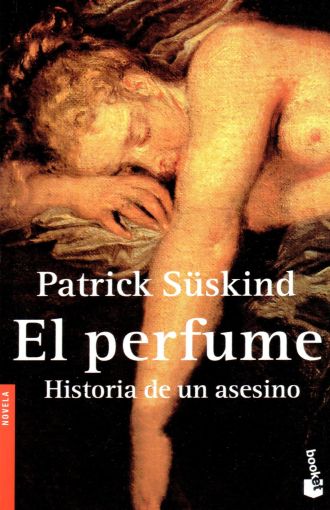 Patrick Süskind
El perfume
Historia de un asesino
NOVELA
booket